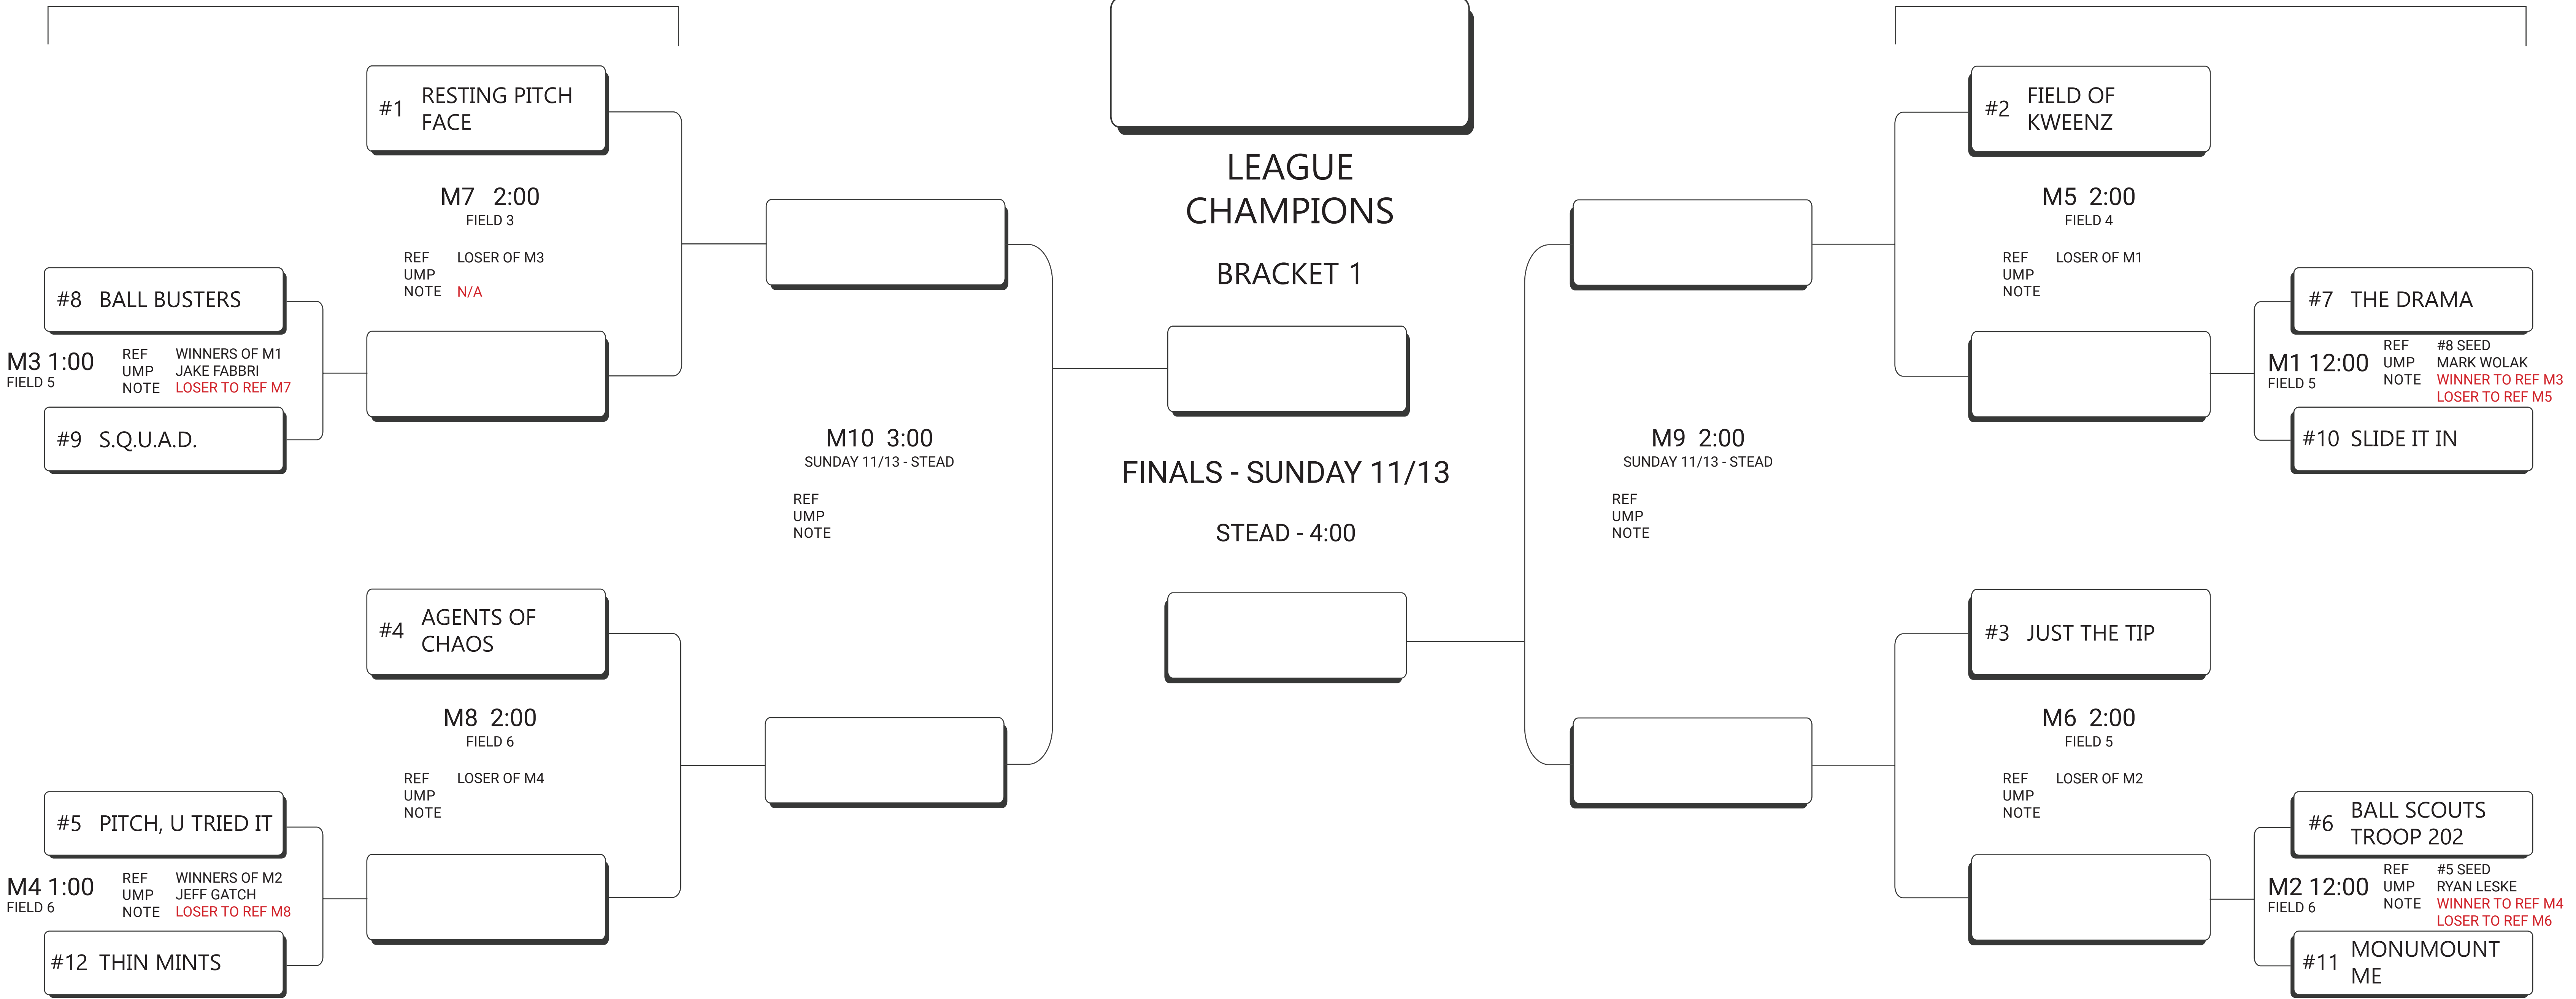 #1 RESTING PITCH
FACE
M7 2:00
FIELD 3
REF LOSER OF M3
UMP
NOTE N/A
#8 BALL BUSTERS
M3 1:00
FIELD 5
REF WINNERS OF M1
UMP JAKE FABBRI
NOTE LOSER TO REF M7
#9 S.Q.U.A.D.
M10 3:00
SUNDAY 11/13 - STEAD
REF
UMP
NOTE
#4 AGENTS OF
CHAOS
M8 2:00
FIELD 6
REF LOSER OF M4
UMP
NOTE
#5 PITCH, U TRIED IT
M4 1:00
FIELD 6
REF WINNERS OF M2
UMP JEFF GATCH
NOTE LOSER TO REF M8
#12 THIN MINTS
LEAGUE
CHAMPIONS
BRACKET 1
FINALS - SUNDAY 11/13
STEAD - 4:00
M9 2:00
SUNDAY 11/13 - STEAD
REF
UMP
NOTE
#2 FIELD OF
KWEENZ
M5 2:00
FIELD 4
REF LOSER OF M1
UMP
NOTE
#7 THE DRAMA
M1 12:00
FIELD 5
REF #8 SEED
UMP MARK WOLAK
NOTE WINNER TO REF M3
LOSER TO REF M5
#10 SLIDE IT IN
#3 JUST THE TIP
M6 2:00
FIELD 5
REF LOSER OF M2
UMP
NOTE
#6 BALL SCOUTS
TROOP 202
M2 12:00
FIELD 6
REF #5 SEED
UMP RYAN LESKE
NOTE WINNER TO REF M4
LOSER TO REF M6
#11 MONUMOUNT
ME